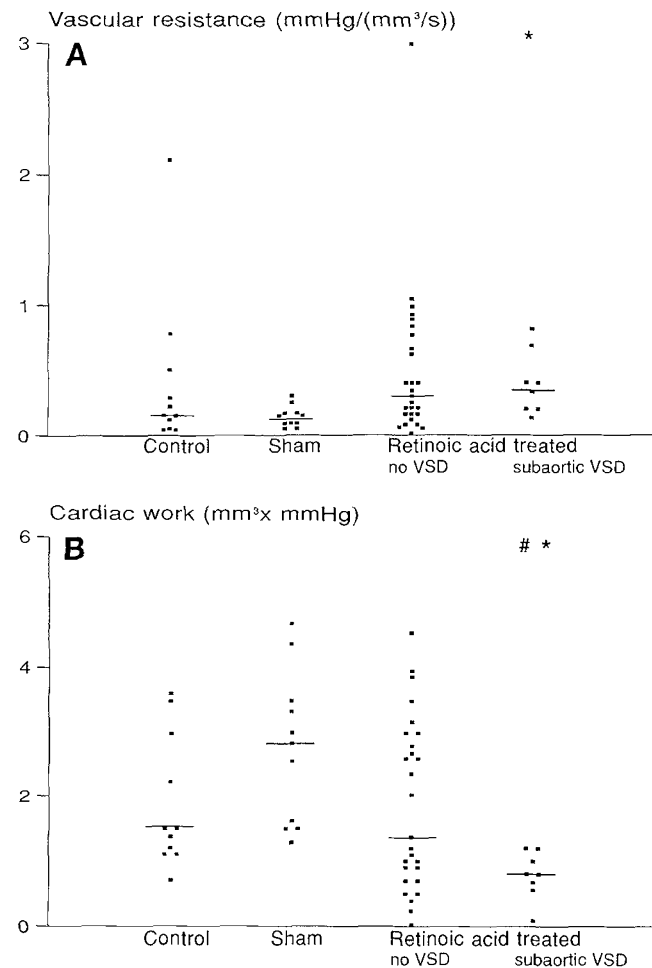 Vascular resistance (mmHg/(mm³/s))
A
*
3
2
1
0
Control Sham Retinoic acid treated
no VSD subaortic VSD
Cardiac work (mm³x mmHg)
B
# *
6
4
2
0
Control Sham Retinoic acid treated
no VSD subaortic VSD